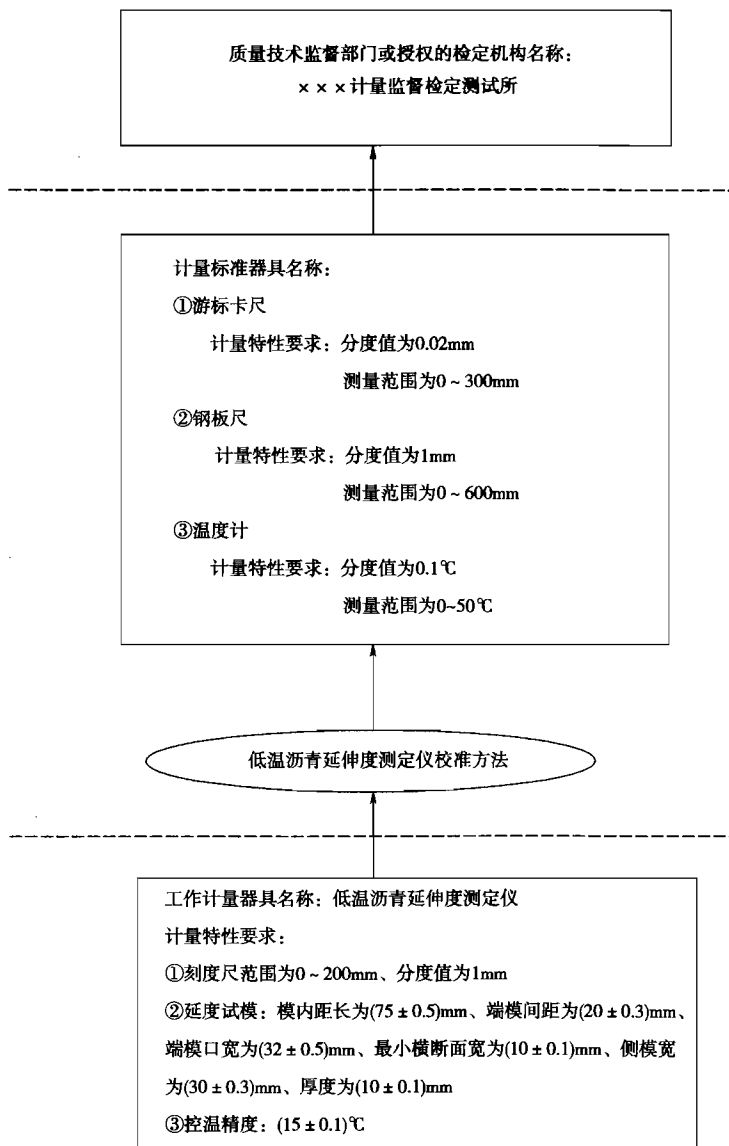 质量技术监督部门或授权的检定机构名称：
×××计量监督检定测试所
计量标准器具名称：
①游标卡尺
计量特性要求：分度值为0.02mm
测量范围为0~300mm
②钢板尺
计量特性要求：分度值为1mm
测量范围为0~600mm
③温度计
计量特性要求：分度值为0.1℃
测量范围为0~50℃
低温沥青延伸度测定仪校准方法
工作计量器具名称：低温沥青延伸度测定仪
计量特性要求：
①刻度尺范围为0~200mm、分度值为1mm
②延度试模：模内距长为(75±0.5)mm、端模间距为(20±0.3)mm、
端模口宽为(32±0.5)mm、最小横断面宽为(10±0.1)mm、侧模宽
为(30±0.3)mm、厚度为(10±0.1)mm
③控温精度：(15±0.1)℃